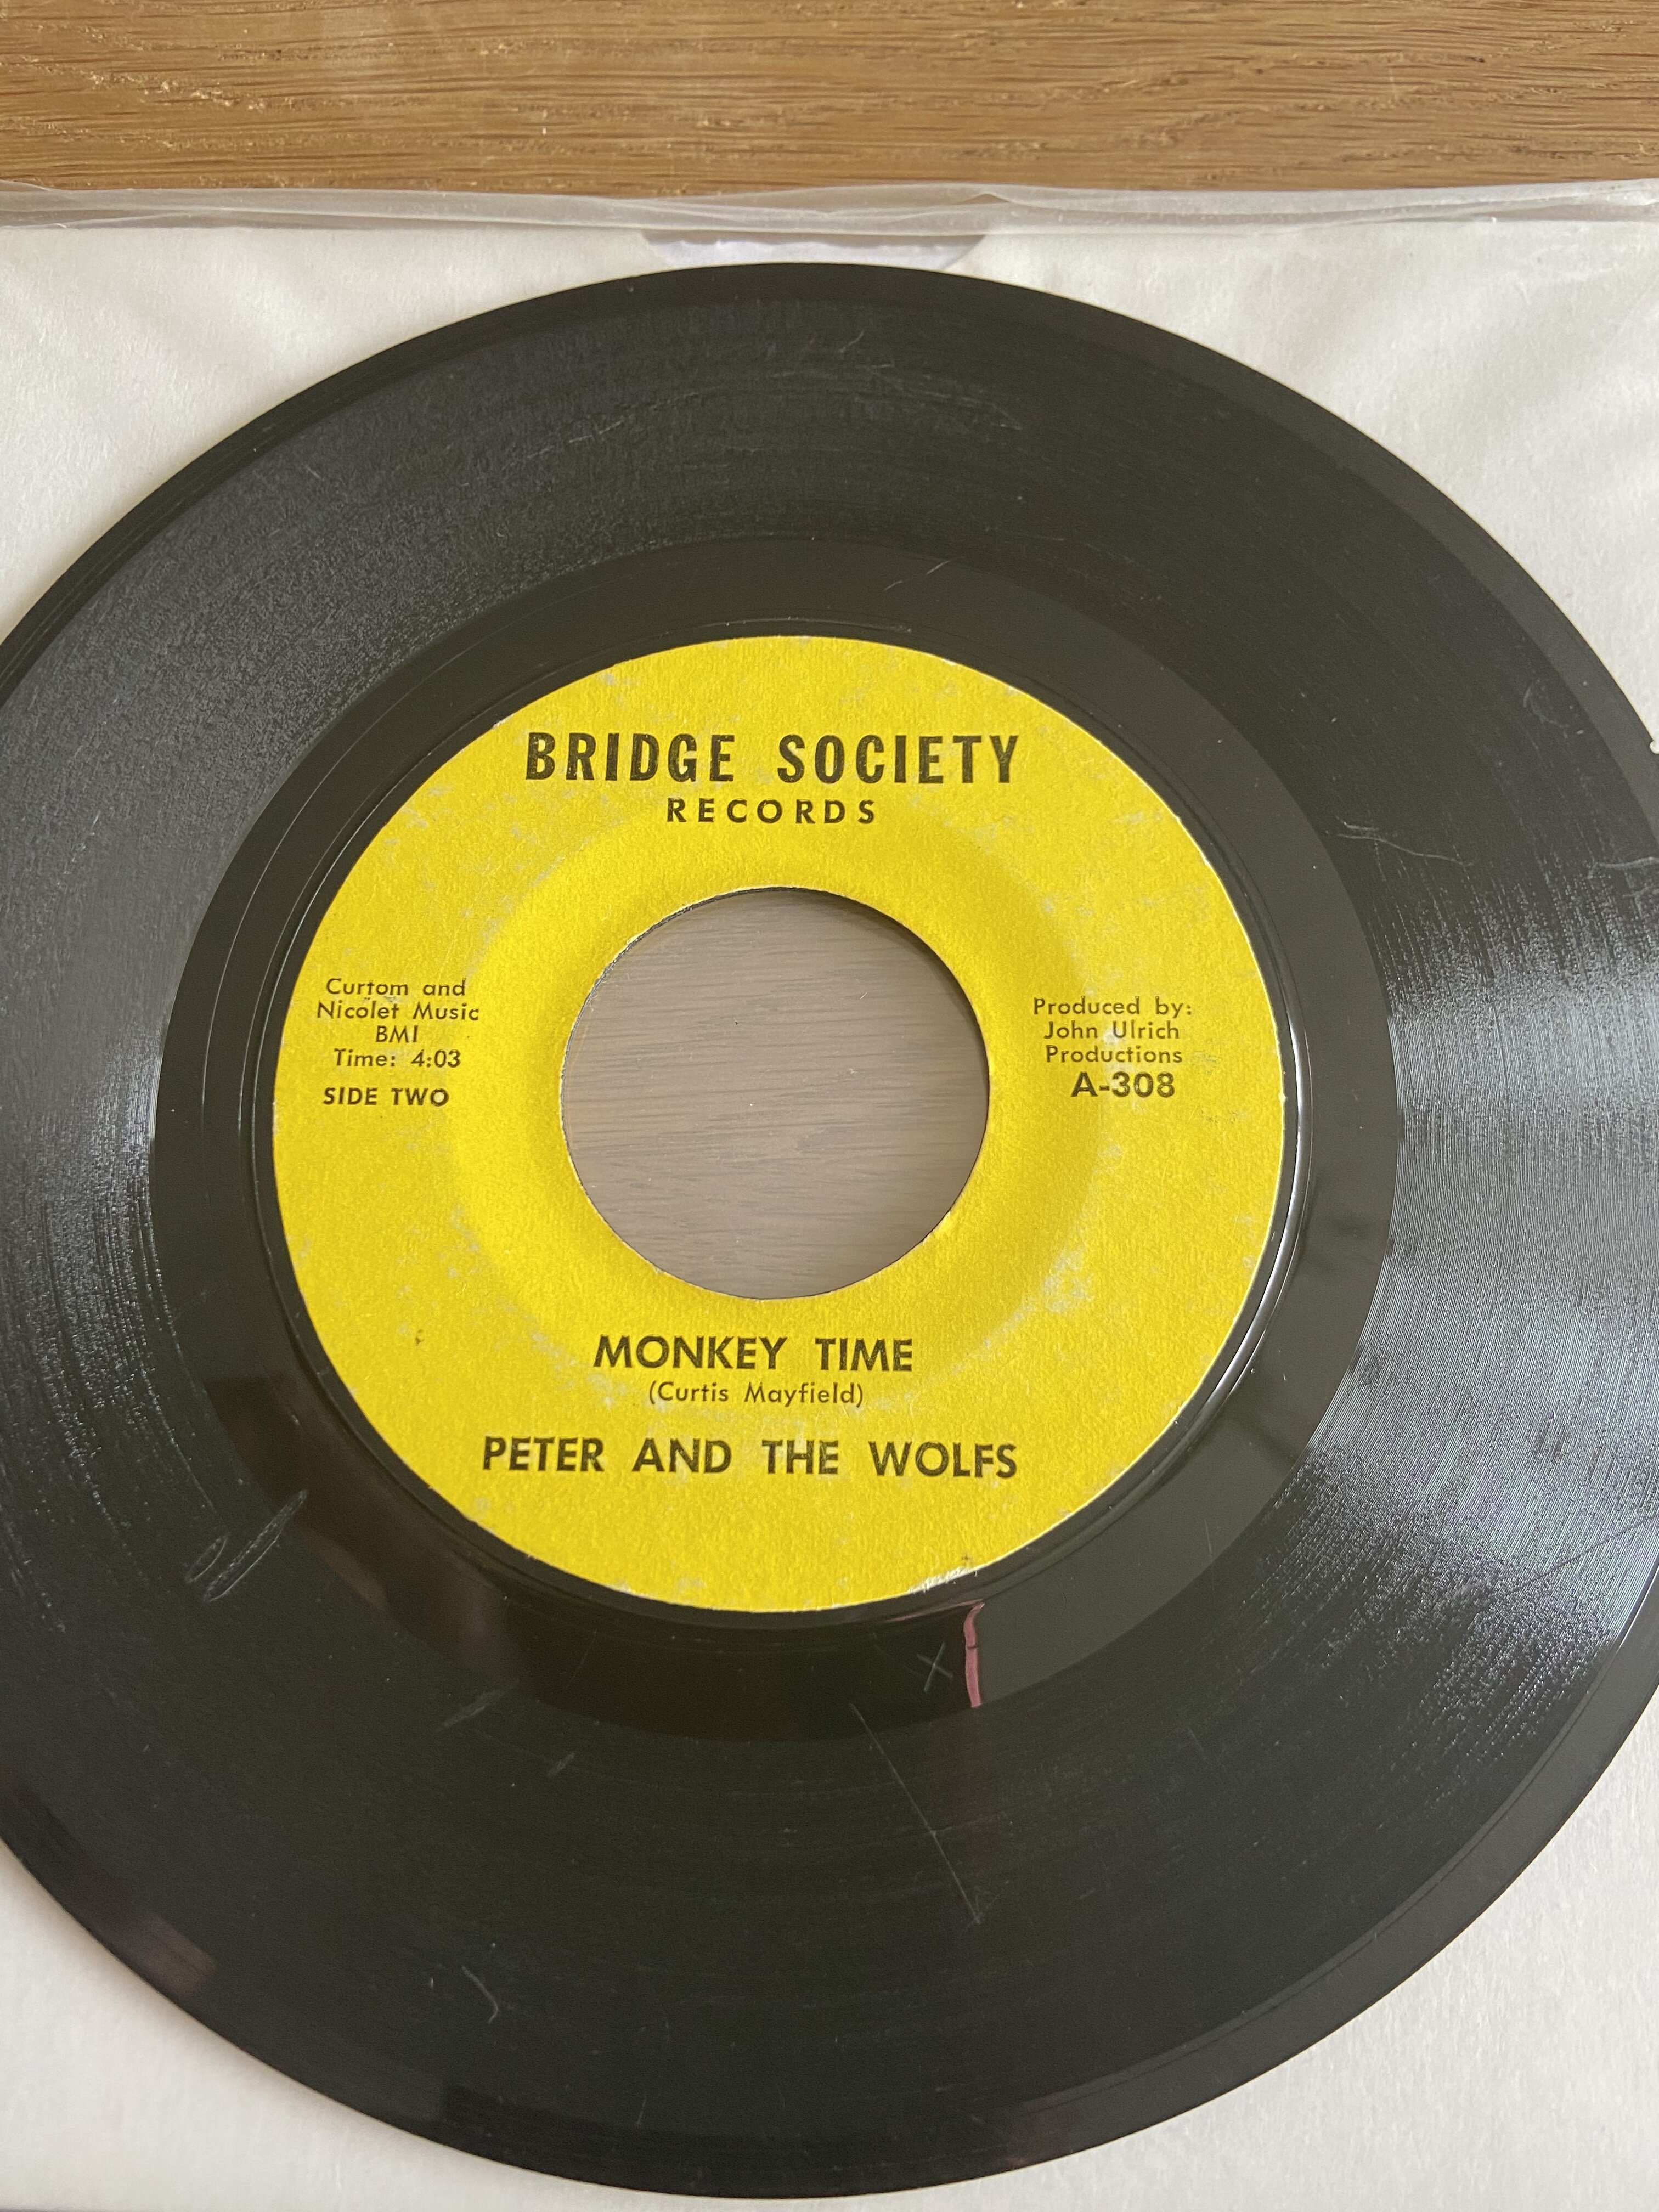 BRIDGE SOCIETY
RECORDS
Curtom and
Nicolet Music
BMI
Time: 4:03
SIDE TWO
Produced by:
John Ulrich
Productions
A-308
MONKEY TIME
(Curtis Mayfield)
PETER AND THE WOLFS